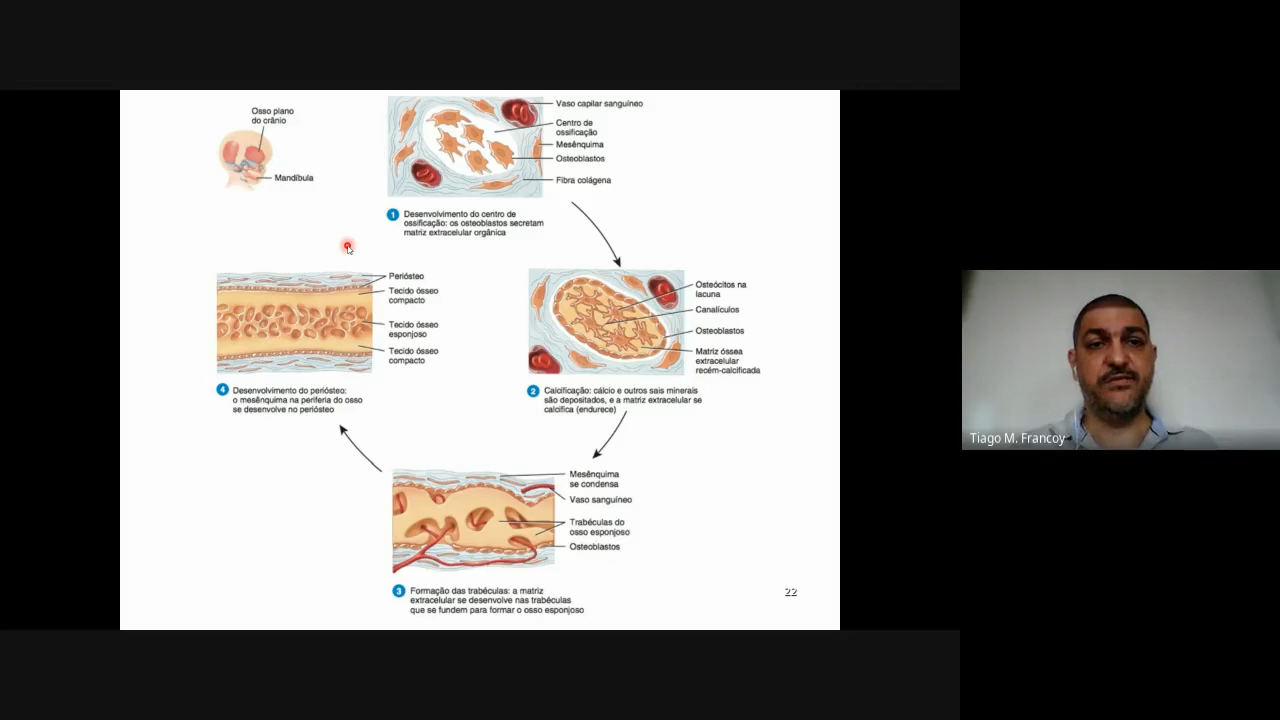 Osso plano
do crânio
Mandíbula
Vaso capilar sanguíneo
Centro de
ossificação
Mesênquima
Osteoblastos
Fibra colágena
1 Desenvolvimento do centro de
ossificação: os osteoblastos secretam
matriz extracelular orgânica
Osteócitos na
lacuna
Canalículos
Osteoblastos
Matriz óssea
extracelular
recém-calcificada
2 Calcificação: cálcio e outros sais minerais
são depositados, e a matriz extracelular se
calcifica (endurece)
Mesênquima
se condensa
Vaso sanguíneo
Trabéculas do
osso esponjoso
Osteoblastos
3 Formação das trabéculas: a matriz
extracelular se desenvolve nas trabéculas
que se fundem para formar o osso esponjoso
Periósteo
Tecido ósseo
compacto
Tecido ósseo
esponjoso
Tecido ósseo
compacto
4 Desenvolvimento do periósteo:
o mesênquima na periferia do osso
se desenvolve no periósteo
22
Tiago M. Francoy